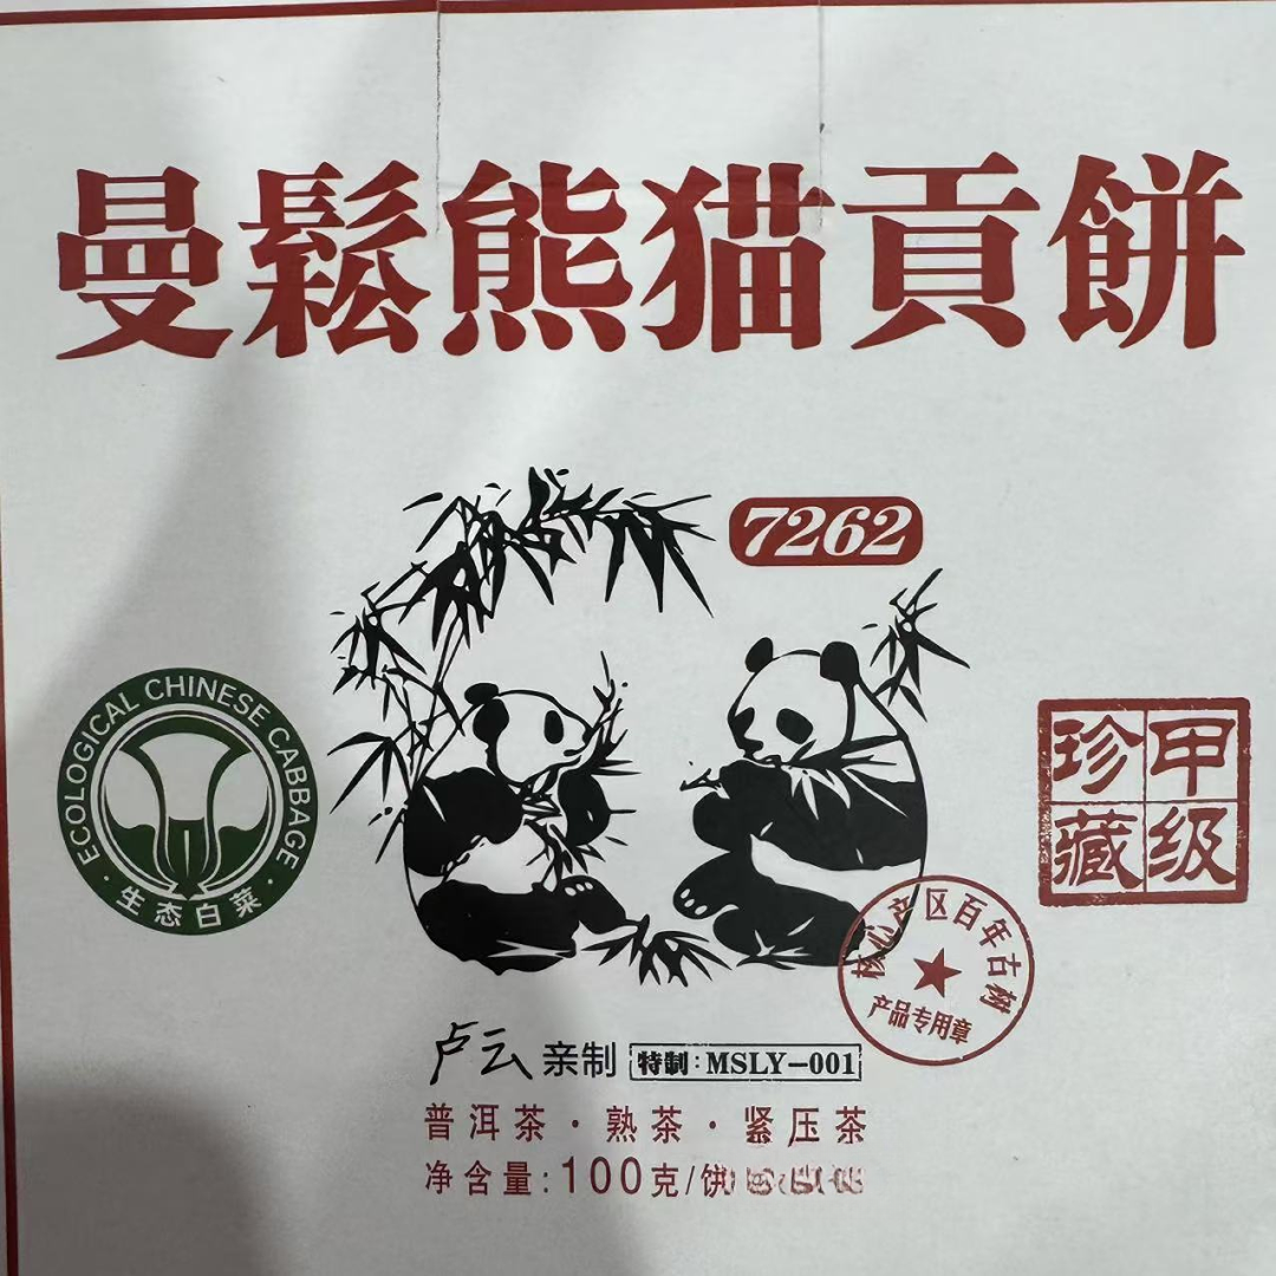 曼鬆熊猫貢餅
7262
ECOLOGICAL CHINESE CABBAGE
·生态白菜·
甲级
珍藏
核心产区百年古树
产品专用章
卢云亲制 特制:MSLY-001
普洱茶·熟茶·紧压茶
净含量:100克/饼